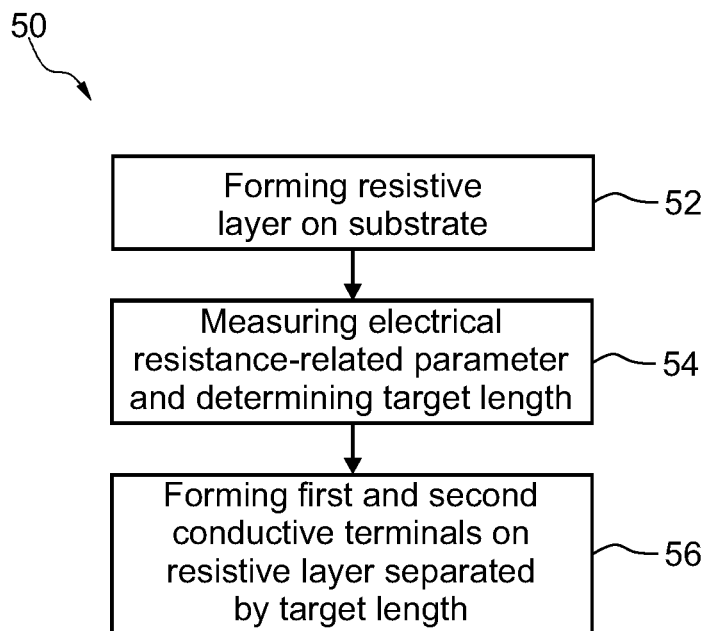 50
Forming resistive
layer on substrate
52
Measuring electrical
resistance-related parameter
and determining target length
54
Forming first and second
conductive terminals on
resistive layer separated
by target length
56